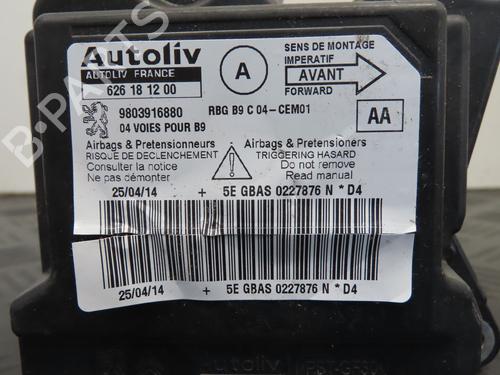 B-PARTS
Autoliv
AUTOLIV FRANCE
626 18 12 00
A
SENS DE MONTAGE
IMPERATIF
AVANT
FORWARD
9803916880
RBG B9 C 04-CEM01
04 VOIES POUR B9
AA
Airbags & Pretensionneurs
RISQUE DE DECLENCHEMENT
Consulter la notice
Ne pas démonter
Airbags & Pretensioners
TRIGGERING HASARD
Do not remove
Read manual
25/04/14 + 5E GBAS 0227876 N * D4
25/04/14 + 5E GBAS 0227876 N * D4
Autoliv